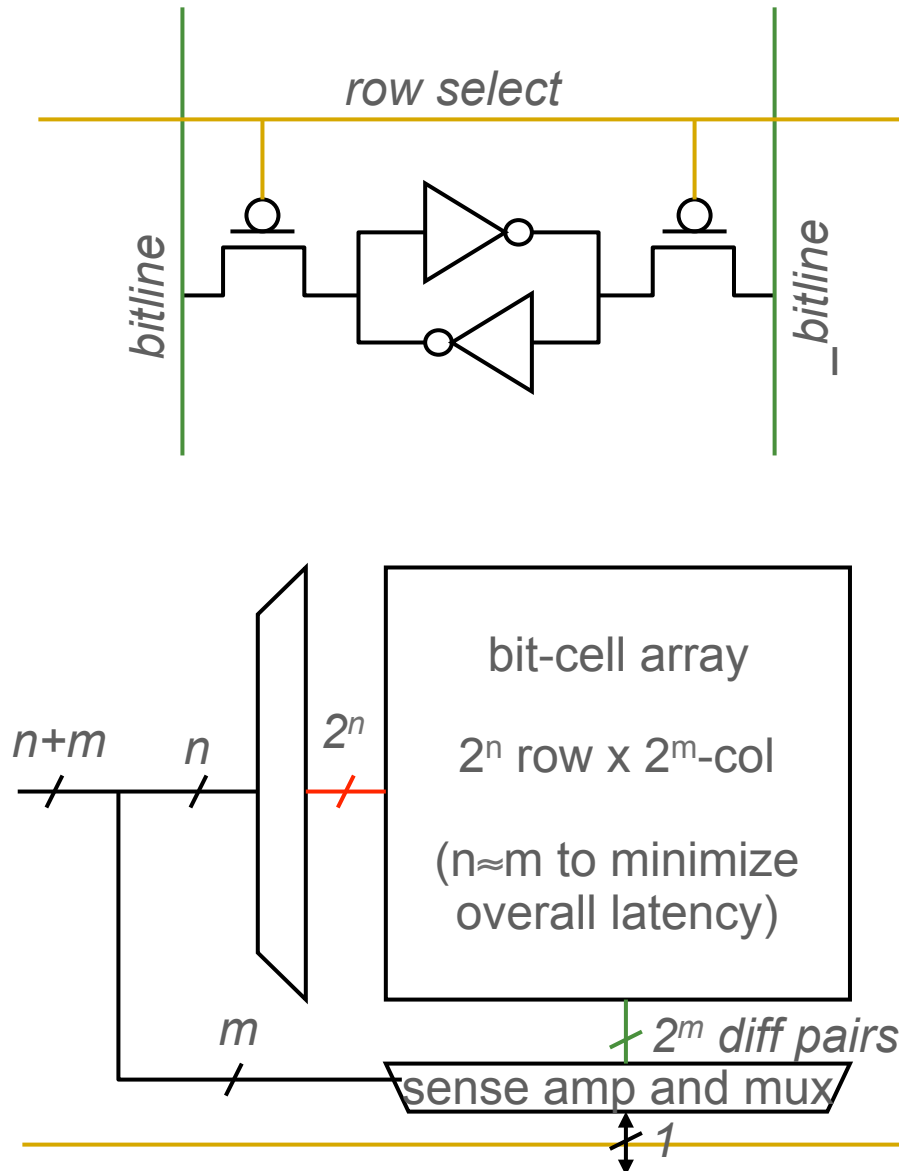 row select
bitline
_bitline
bit-cell array
n+m
n
2ⁿ
2ⁿ row x 2ᵐ-col
(n≈m to minimize
overall latency)
m
2ᵐ diff pairs
sense amp and mux
1